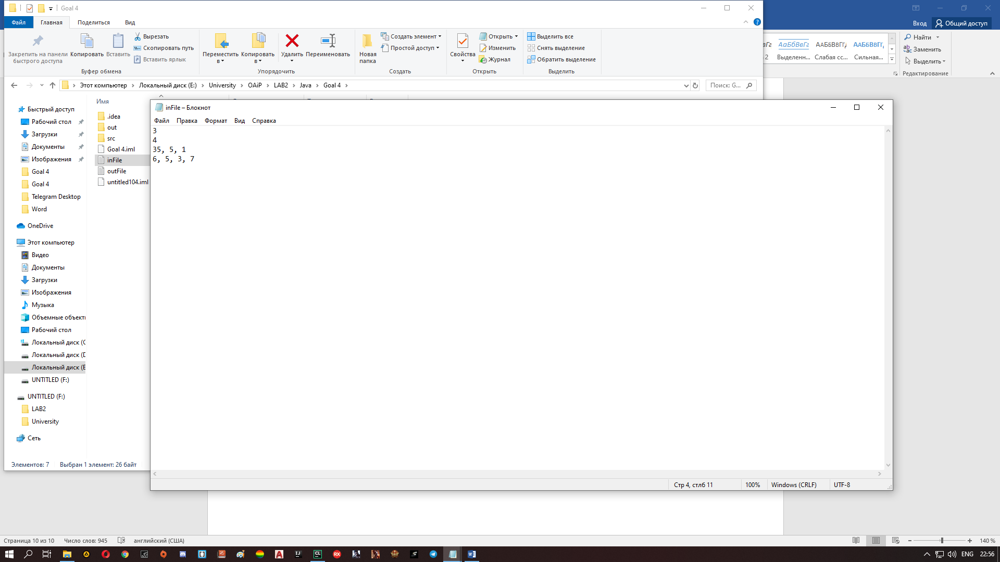 Goal 4
Вход
Общий доступ
Файл
Главная
Поделиться
Вид
Закрепить на панели быстрого доступа
Копировать
Вставить
Вырезать
Скопировать путь
Вставить ярлык
Буфер обмена
Переместить в
Копировать в
Удалить
Переименовать
Упорядочить
Новая папка
Создать элемент
Простой доступ
Создать
Свойства
Открыть
Изменить
Журнал
Открыть
Выделить все
Снять выделение
Обратить выделение
Выделить
АаБбВвГг
Выделенн...
ААБбВВГГ
Слабая сс...
ААБбВВГГ
Сильная...
Найти
Заменить
Выделить
Редактирование
Этот компьютер
Локальный диск (E:)
University
OAiP
LAB2
Java
Goal 4
Поиск: G...
Быстрый доступ
Рабочий стол
Загрузки
Документы
Изображения
Goal 4
Goal 4
Telegram Desktop
Word
OneDrive
Этот компьютер
Видео
Документы
Загрузки
Изображения
Музыка
Объемные объекты
Рабочий стол
Локальный диск (C
Локальный диск (D
Локальный диск (E
UNTITLED (F:)
UNTITLED (F:)
LAB2
University
Сеть
Имя
.idea
out
src
Goal 4.iml
inFile
outFile
untitled104.iml
Элементов: 7
Выбран 1 элемент: 26 байт
inFile – Блокнот
Файл
Правка
Формат
Вид
Справка
3
4
35, 5, 1
6, 5, 3, 7
Стр 4, стлб 11
100%
Windows (CRLF)
UTF-8
Страница 10 из 10
Число слов: 945
английский (США)
140 %
ENG
22:56